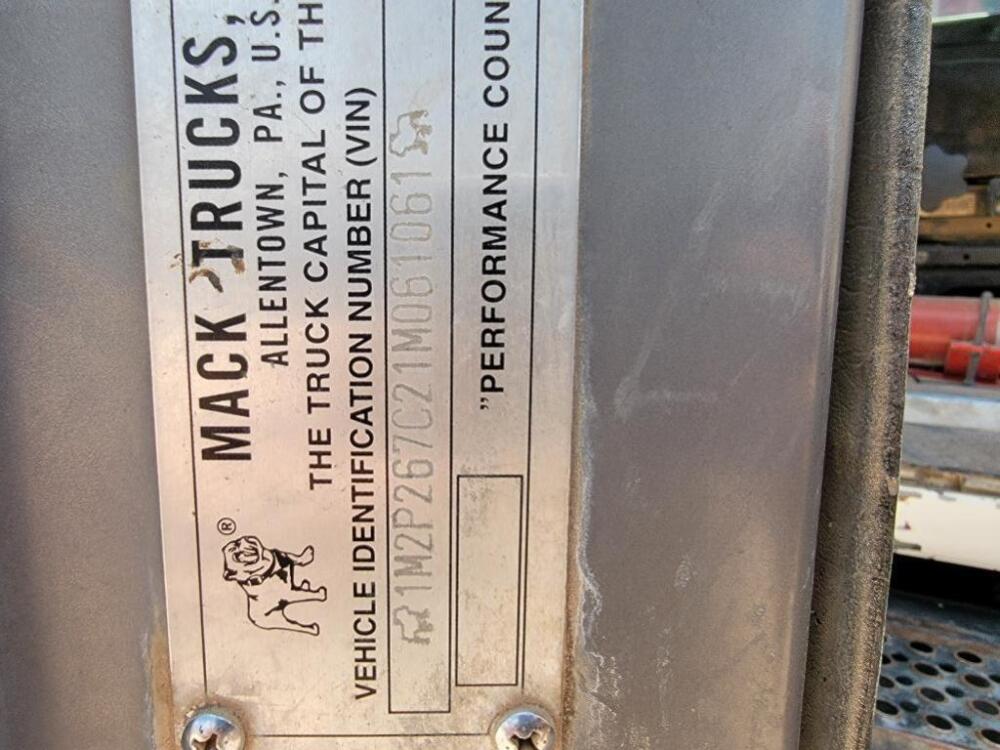 MACK TRUCKS,
ALLENTOWN, PA., U.S.
THE TRUCK CAPITAL OF TH
VEHICLE IDENTIFICATION NUMBER (VIN)
1M2P267C21M061061
"PERFORMANCE COUN
®